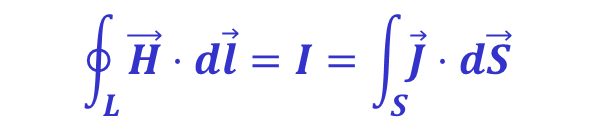 ∮_L H⃗ · dl⃗ = I = ∫_S J⃗ · dS⃗